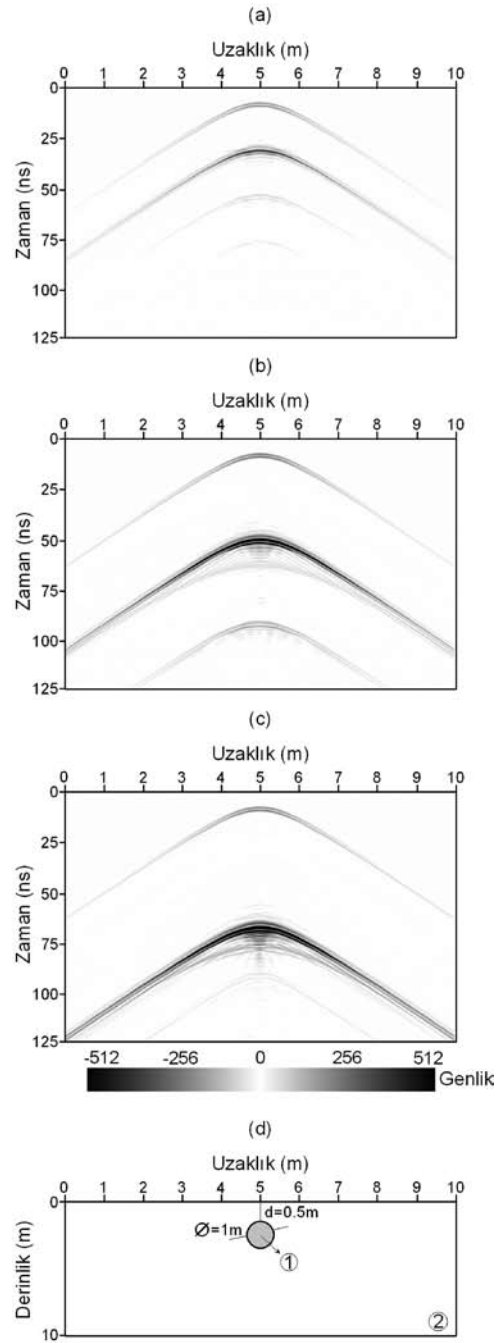 (a)
Uzaklık (m)
0 1 2 3 4 5 6 7 8 9 10
Zaman (ns)
0
25
50
75
100
125
(b)
Uzaklık (m)
0 1 2 3 4 5 6 7 8 9 10
Zaman (ns)
0
25
50
75
100
125
(c)
Uzaklık (m)
0 1 2 3 4 5 6 7 8 9 10
Zaman (ns)
0
25
50
75
100
125
-512 -256 0 256 512
Genlik
(d)
Uzaklık (m)
0 1 2 3 4 5 6 7 8 9 10
Derinlik (m)
0
d=0.5m
Ø=1m
1
2
10